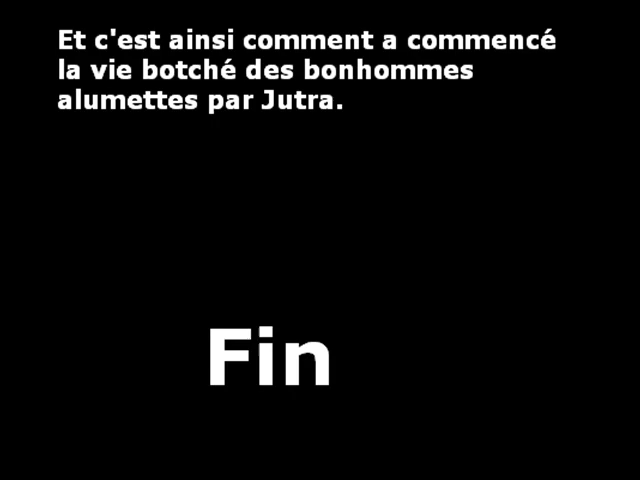 Et c'est ainsi comment a commencé
la vie botché des bonhommes
alumettes par Jutra.
Fin